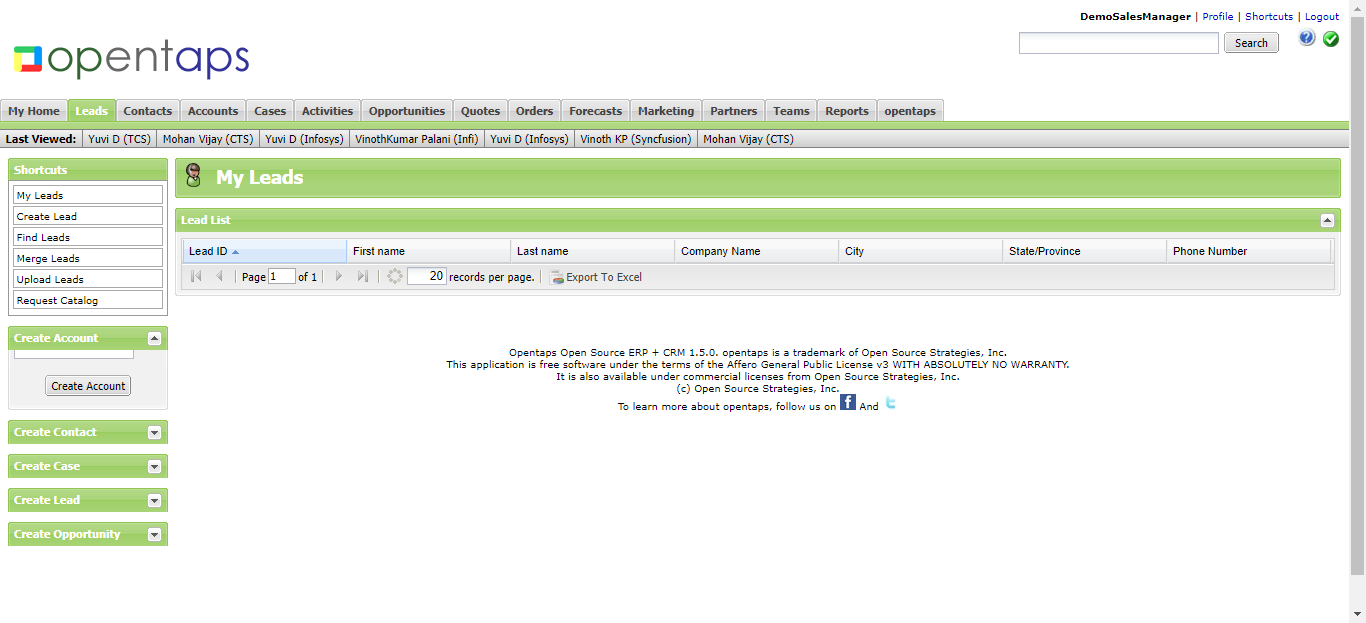 DemoSalesManager | Profile | Shortcuts | Logout
opentaps
Search
My Home Leads Contacts Accounts Cases Activities Opportunities Quotes Orders Forecasts Marketing Partners Teams Reports opentaps
Last Viewed: Yuvi D (TCS) Mohan Vijay (CTS) Yuvi D (Infosys) VinothKumar Palani (Infi) Yuvi D (Infosys) Vinoth KP (Syncfusion) Mohan Vijay (CTS)
Shortcuts
My Leads
Create Lead
Find Leads
Merge Leads
Upload Leads
Request Catalog
Create Account
Create Account
Create Contact
Create Case
Create Lead
Create Opportunity
My Leads
Lead List
Lead ID First name Last name Company Name City State/Province Phone Number
Page 1 of 1 20 records per page. Export To Excel
Opentaps Open Source ERP + CRM 1.5.0. opentaps is a trademark of Open Source Strategies, Inc.
This application is free software under the terms of the Affero General Public License v3 WITH ABSOLUTELY NO WARRANTY.
It is also available under commercial licenses from Open Source Strategies, Inc.
(c) Open Source Strategies, Inc.
To learn more about opentaps, follow us on f And t